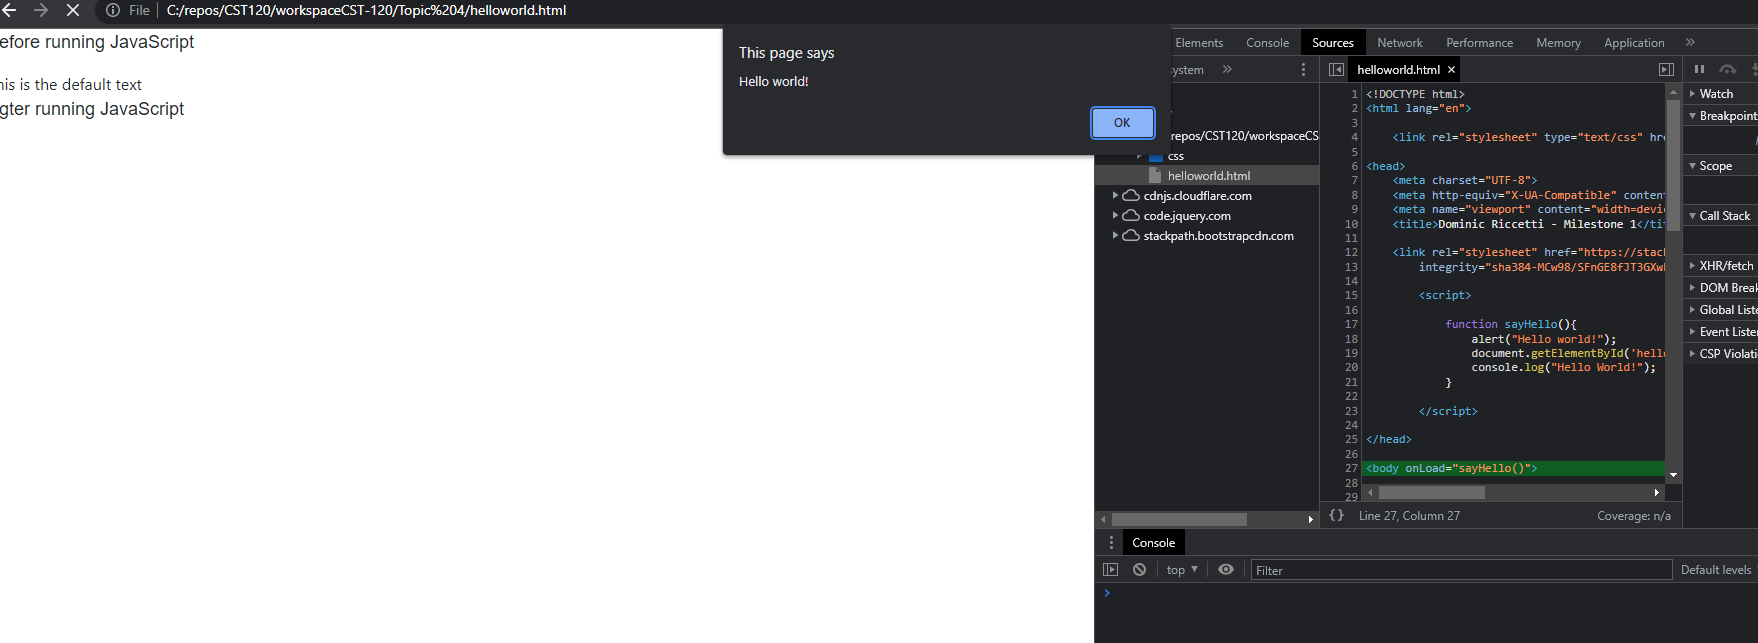 File C:/repos/CST120/workspaceCST-120/Topic%204/helloworld.html
efore running JavaScript
his is the default text
gter running JavaScript
This page says
Hello world!
OK
Elements Console Sources Network Performance Memory Application »
ystem »
repos/CST120/workspaceCS
css
helloworld.html
cdnjs.cloudflare.com
code.jquery.com
stackpath.bootstrapcdn.com
helloworld.html ×
1 <!DOCTYPE html>
2 <html lang="en">
3
4 <link rel="stylesheet" type="text/css" hre
5
6 <head>
7 <meta charset="UTF-8">
8 <meta http-equiv="X-UA-Compatible" content
9 <meta name="viewport" content="width=devi
10 <title>Dominic Riccetti - Milestone 1</tit
11
12 <link rel="stylesheet" href="https://stack
13 integrity="sha384-MCw98/SFnGE8fJT3GXw
14
15 <script>
16
17 function sayHello(){
18 alert("Hello world!");
19 document.getElementById('hello
20 console.log("Hello World!");
21 }
22
23 </script>
24
25 </head>
26
27 <body onLoad="sayHello()">
28
29
{} Line 27, Column 27 Coverage: n/a
Watch
Breakpoint
Scope
Call Stack
XHR/fetch
DOM Break
Global Liste
Event Lister
CSP Violati
Console
top ▼ Filter Default levels
>